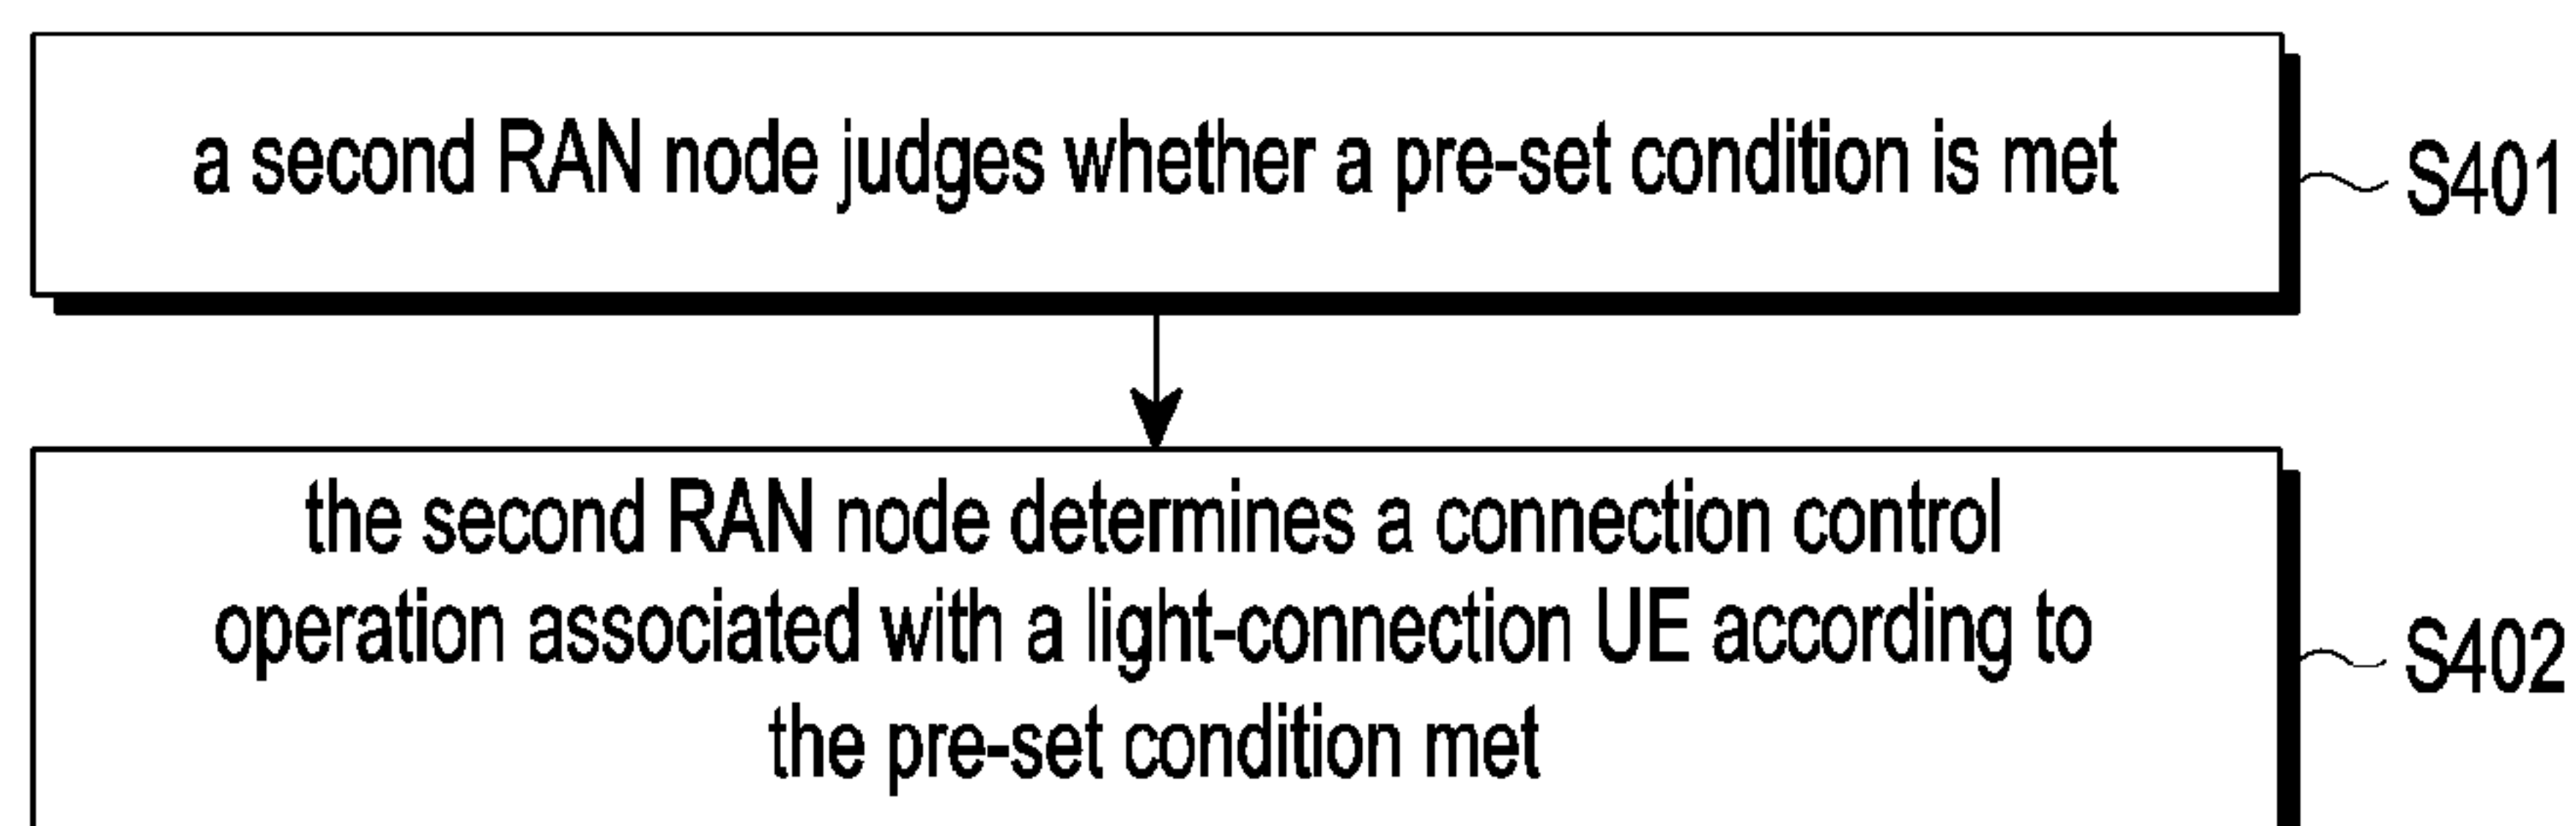 a second RAN node judges whether a pre-set condition is met
S401
the second RAN node determines a connection control
operation associated with a light-connection UE according to
the pre-set condition met
S402